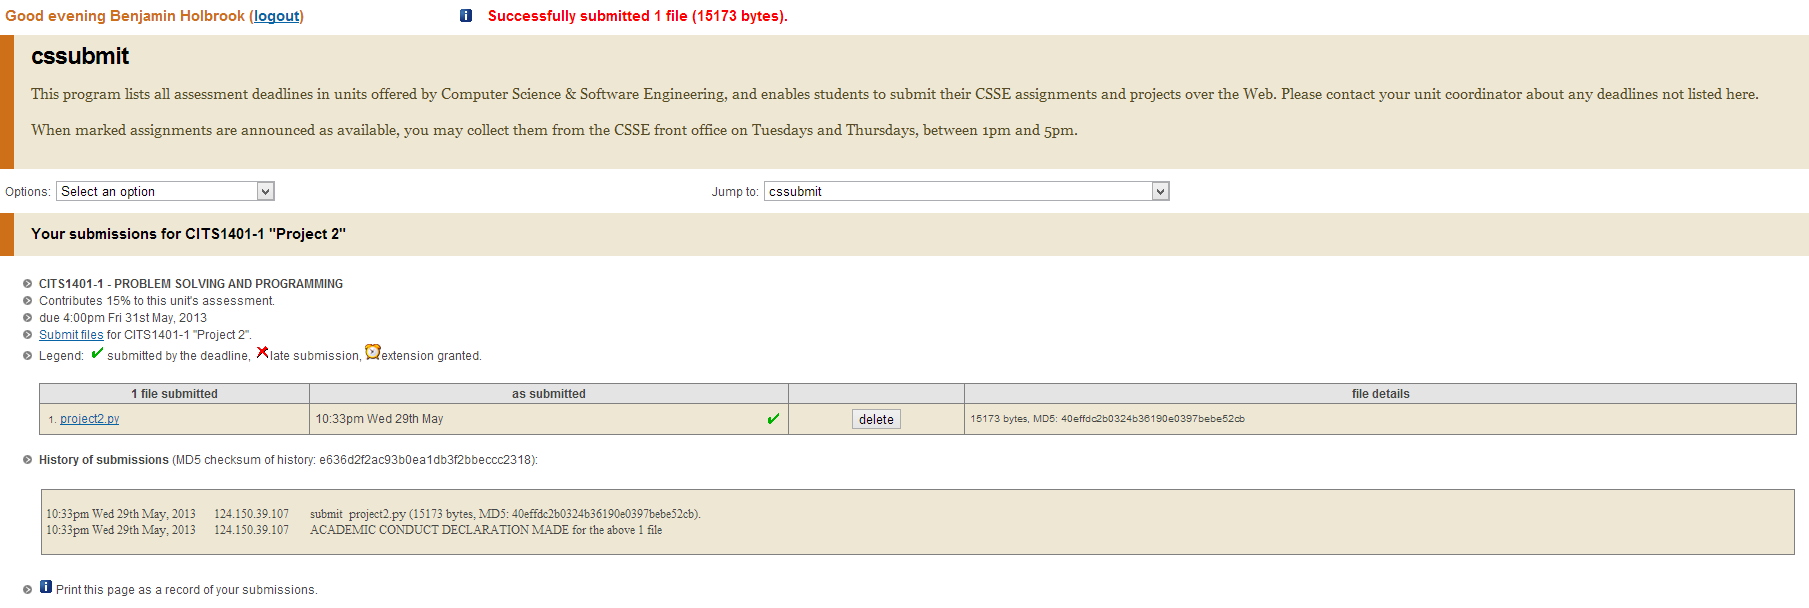 Good evening Benjamin Holbrook (logout)
Successfully submitted 1 file (15173 bytes).
cssubmit
This program lists all assessment deadlines in units offered by Computer Science & Software Engineering, and enables students to submit their CSSE assignments and projects over the Web. Please contact your unit coordinator about any deadlines not listed here.
When marked assignments are announced as available, you may collect them from the CSSE front office on Tuesdays and Thursdays, between 1pm and 5pm.
Options: Select an option
Jump to: cssubmit
Your submissions for CITS1401-1 "Project 2"
CITS1401-1 - PROBLEM SOLVING AND PROGRAMMING
Contributes 15% to this unit's assessment.
due 4:00pm Fri 31st May, 2013
Submit files for CITS1401-1 "Project 2".
Legend: ✔ submitted by the deadline, ✘ late submission, extension granted.
1 file submitted as submitted file details
1. project2.py 10:33pm Wed 29th May ✔ delete 15173 bytes, MD5: 40effdc2b0324b36190e0397bebe52cb
History of submissions (MD5 checksum of history: e636d2f2ac93b0ea1db3f2bbeccc2318):
10:33pm Wed 29th May, 2013 124.150.39.107 submit project2.py (15173 bytes, MD5: 40effdc2b0324b36190e0397bebe52cb).
10:33pm Wed 29th May, 2013 124.150.39.107 ACADEMIC CONDUCT DECLARATION MADE for the above 1 file
Print this page as a record of your submissions.